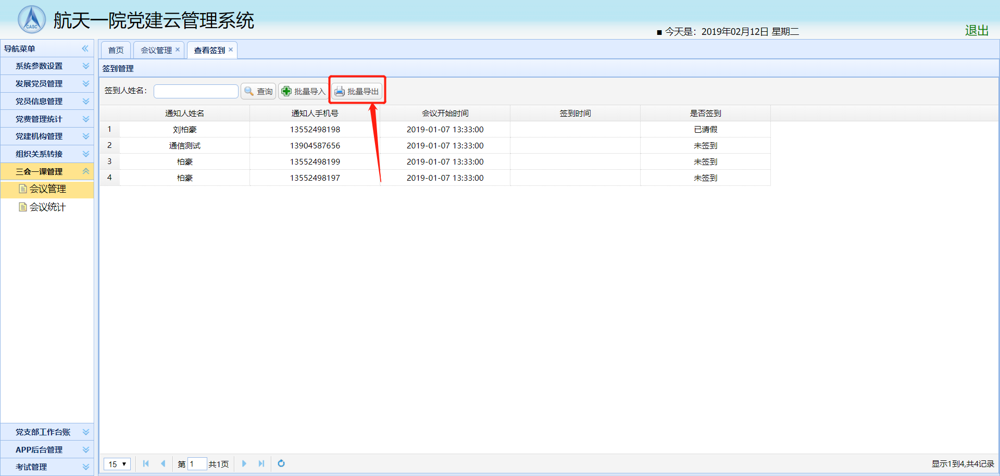 CASC
航天一院党建云管理系统
■ 今天是：2019年02月12日 星期二
退出
导航菜单
首页
会议管理
查看签到
签到管理
系统参数设置
发展党员管理
党员信息管理
党费管理统计
党建机构管理
组织关系转接
三会一课管理
会议管理
会议统计
党支部工作台账
APP后台管理
考试管理
签到人姓名：
查询
批量导入
批量导出
通知人姓名 通知人手机号 会议开始时间 签到时间 是否签到
1 刘柏豪 13552498198 2019-01-07 13:33:00 已请假
2 通信测试 13904587656 2019-01-07 13:33:00 未签到
3 柏豪 13552498199 2019-01-07 13:33:00 未签到
4 柏豪 13552498197 2019-01-07 13:33:00 未签到
15 第 1 共1页
显示1到4,共4记录